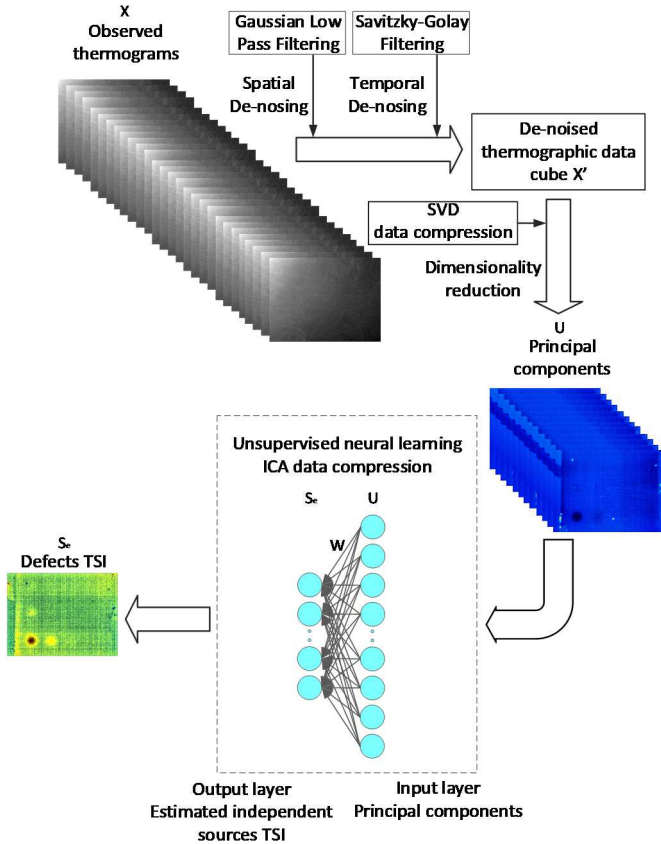 X
Observed
thermograms
Gaussian Low
Pass Filtering
Savitzky-Golay
Filtering
Spatial
De-nosing
Temporal
De-nosing
De-noised
thermographic data
cube X'
SVD
data compression
Dimensionality
reduction
U
Principal
components
Unsupervised neural learning
ICA data compression
Se
U
W
Se
Defects TSI
Output layer
Estimated independent
sources TSI
Input layer
Principal components